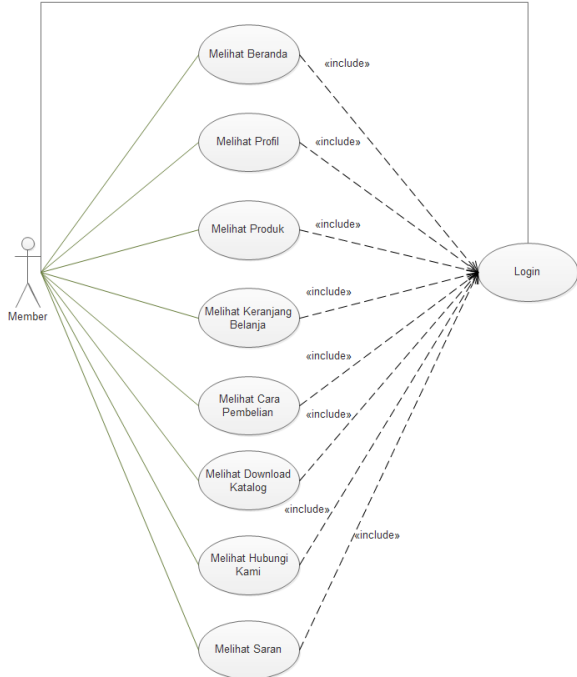 Melihat Beranda
«include»
Melihat Profil
«include»
Melihat Produk
«include»
Login
Member
Melihat Keranjang
Belanja
«include»
Melihat Cara
Pembelian
«include»
«include»
Melihat Download
Katalog
«include»
Melihat Hubungi
Kami
«include»
Melihat Saran